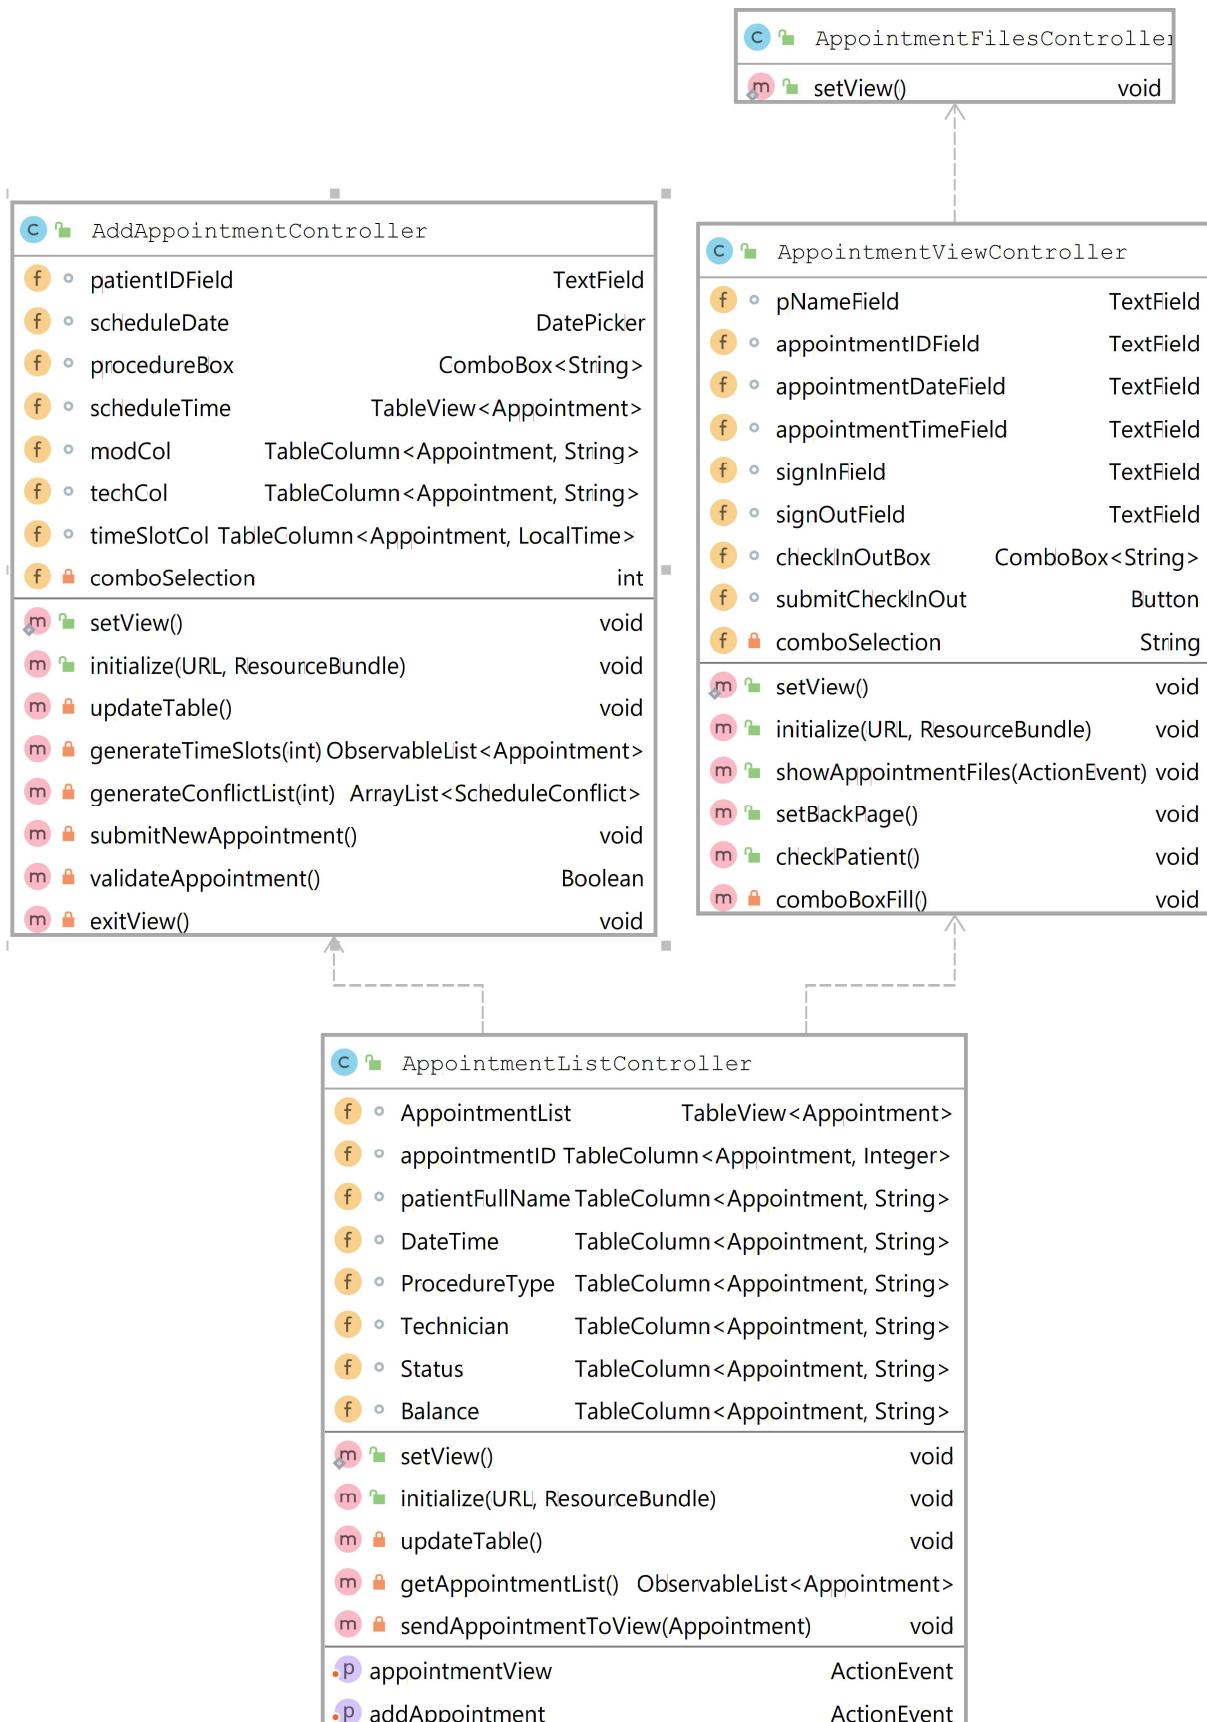 AppointmentFilesController
setView() void
AddAppointmentController
patientIDField TextField
scheduleDate DatePicker
procedureBox ComboBox<String>
scheduleTime TableView<Appointment>
modCol TableColumn<Appointment, String>
techCol TableColumn<Appointment, String>
timeSlotCol TableColumn<Appointment, LocalTime>
comboSelection int
setView() void
initialize(URL, ResourceBundle) void
updateTable() void
generateTimeSlots(int) ObservableList<Appointment>
generateConflictList(int) ArrayList<ScheduleConflict>
submitNewAppointment() void
validateAppointment() Boolean
exitView() void
AppointmentViewController
pNameField TextField
appointmentIDField TextField
appointmentDateField TextField
appointmentTimeField TextField
signInField TextField
signOutField TextField
checkInOutBox ComboBox<String>
submitCheckInOut Button
comboSelection String
setView() void
initialize(URL, ResourceBundle) void
showAppointmentFiles(ActionEvent) void
setBackPage() void
checkPatient() void
comboBoxFill() void
AppointmentListController
AppointmentList TableView<Appointment>
appointmentID TableColumn<Appointment, Integer>
patientFullName TableColumn<Appointment, String>
DateTime TableColumn<Appointment, String>
ProcedureType TableColumn<Appointment, String>
Technician TableColumn<Appointment, String>
Status TableColumn<Appointment, String>
Balance TableColumn<Appointment, String>
setView() void
initialize(URL, ResourceBundle) void
updateTable() void
getAppointmentList() ObservableList<Appointment>
sendAppointmentToView(Appointment) void
appointmentView ActionEvent
addAppointment ActionEvent